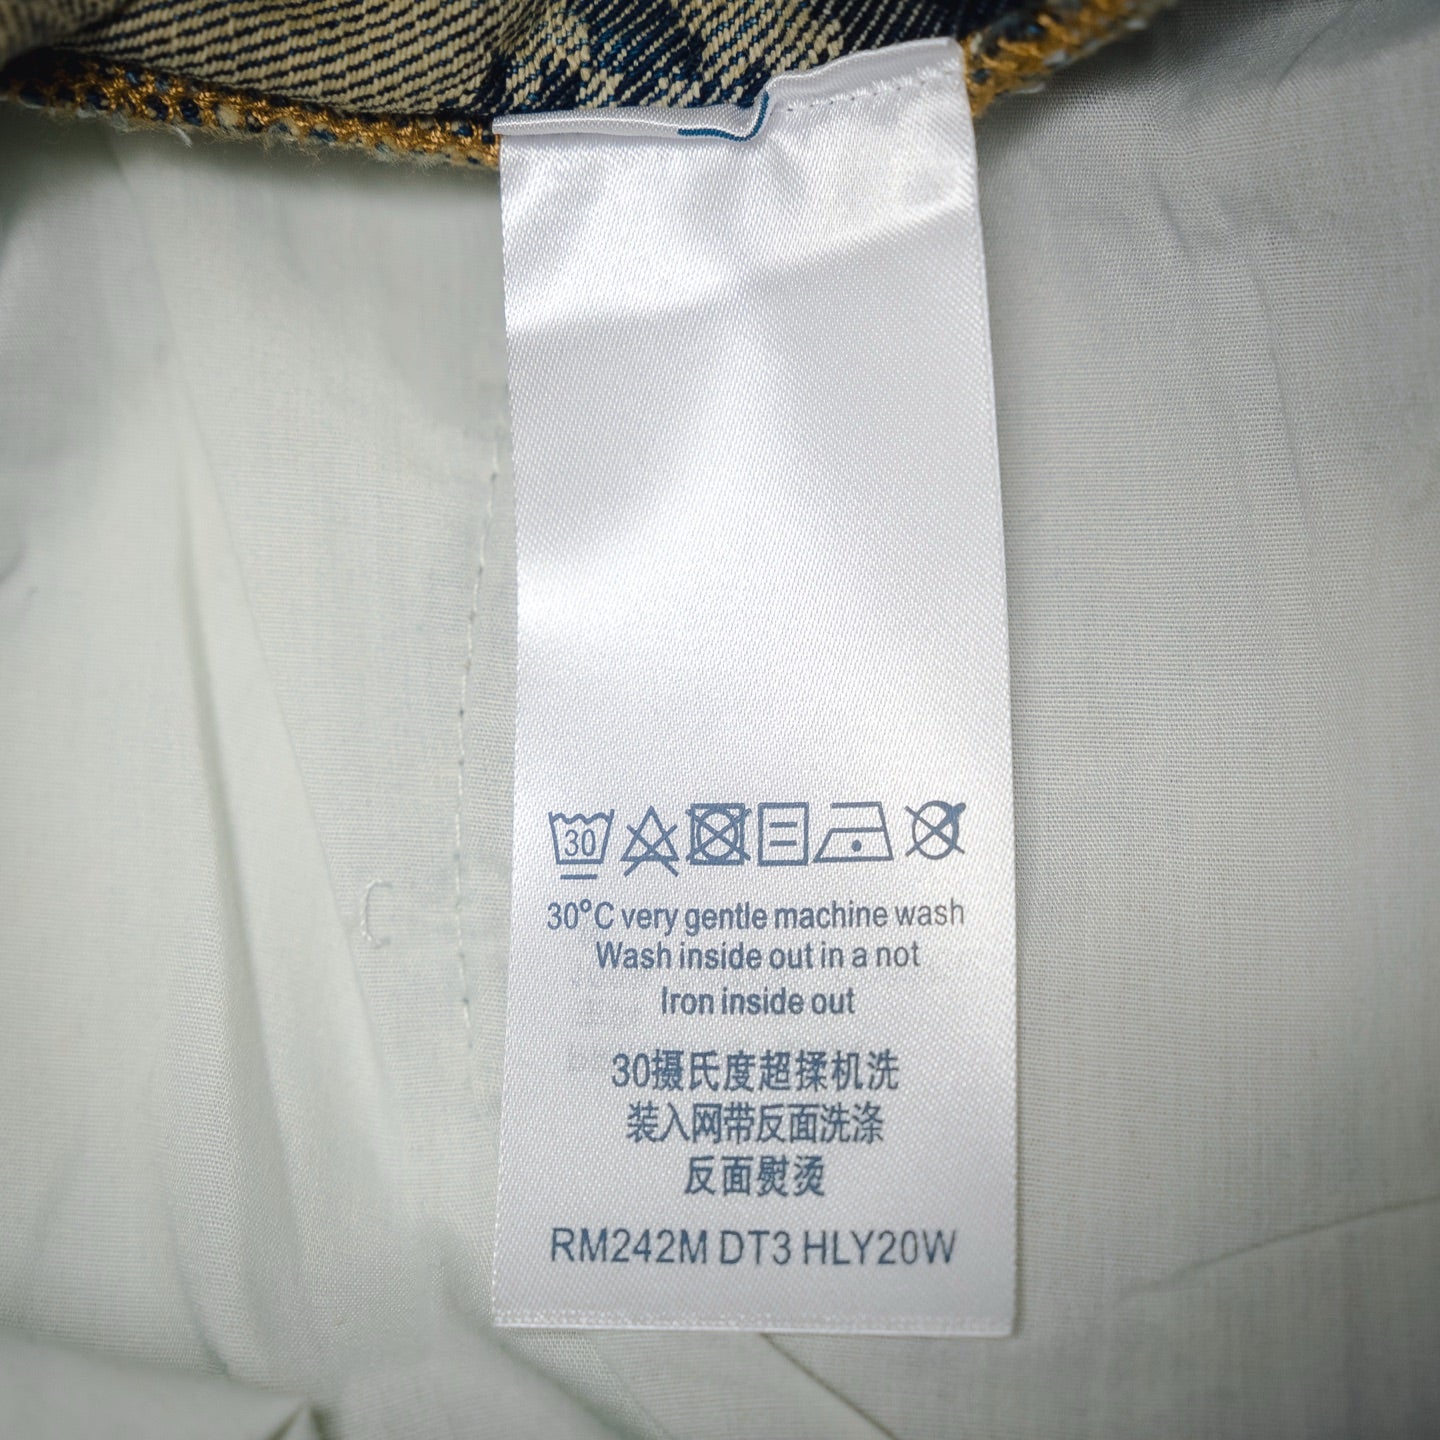 30
30°C very gentle machine wash
Wash inside out in a not
Iron inside out
30摄氏度超揉机洗
装入网带反面洗涤
反面熨烫
RM242M DT3 HLY20W